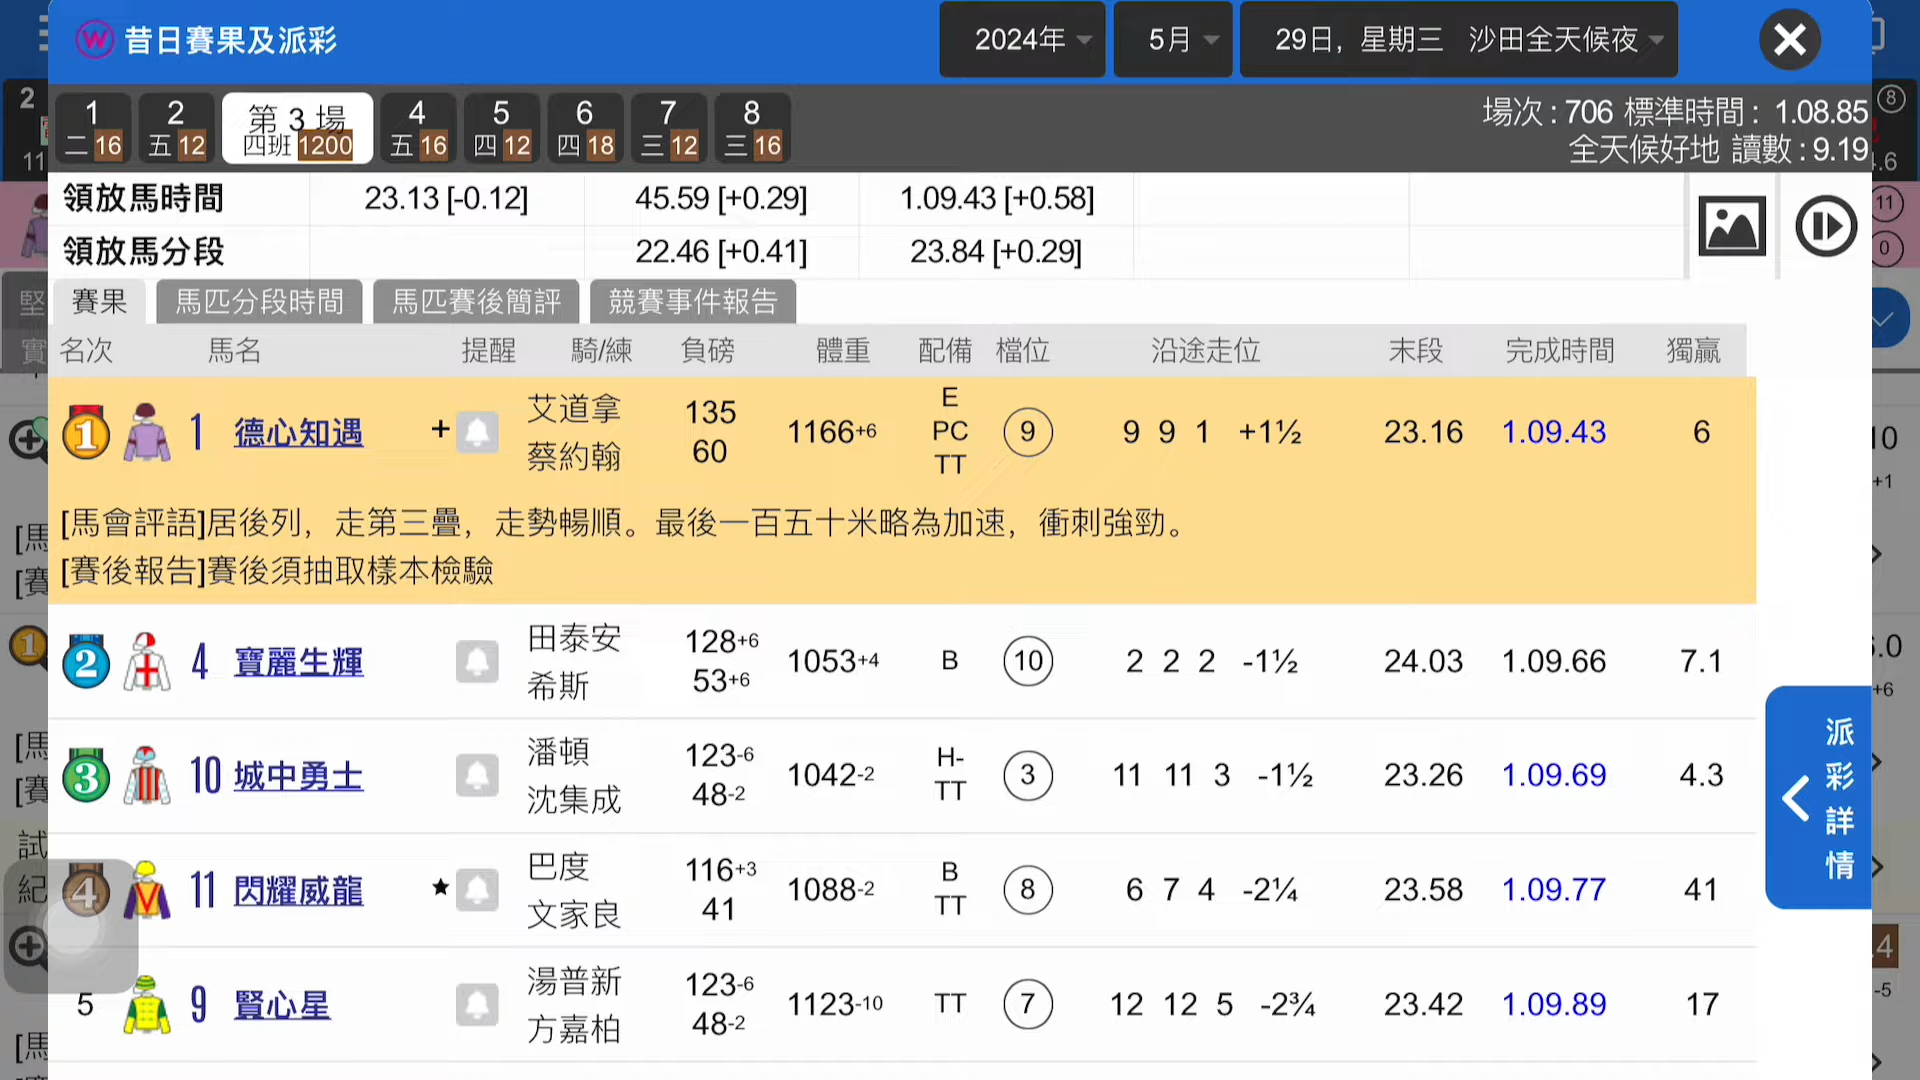 昔日賽果及派彩 2024年 5月 29日, 星期三 沙田全天候夜
1 2 第 3 場 4 5 6 7 8
二 16 五 12 四班 1200 五 16 四 12 四 18 三 12 三 16
場次 : 706 標準時間 : 1.08.85
全天候好地 讀數 : 9.19
領放馬時間 23.13 [-0.12] 45.59 [+0.29] 1.09.43 [+0.58]
領放馬分段 22.46 [+0.41] 23.84 [+0.29]
賽果 馬匹分段時間 馬匹賽後簡評 競賽事件報告
名次 馬名 提醒 騎/練 負磅 體重 配備 檔位 沿途走位 末段 完成時間 獨贏
1 1 德心知遇 + 艾道拿 蔡約翰 135 60 1166+6 E PC TT 9 9 9 1 +1½ 23.16 1.09.43 6
[馬會評語]居後列，走第三疊，走勢暢順。最後一百五十米略為加速，衝刺強勁。
[賽後報告]賽後須抽取樣本檢驗
2 4 寶麗生輝 田泰安 希斯 128+6 53+6 1053+4 B 10 2 2 2 -1½ 24.03 1.09.66 7.1
3 10 城中勇士 潘頓 沈集成 123-6 48-2 1042-2 H- TT 3 11 11 3 -1½ 23.26 1.09.69 4.3
4 11 閃耀威龍 ★ 巴度 文家良 116+3 41 1088-2 B TT 8 6 7 4 -2¼ 23.58 1.09.77 41
5 9 賢心星 湯普新 方嘉柏 123-6 48-2 1123-10 TT 7 12 12 5 -2¾ 23.42 1.09.89 17
派彩詳情